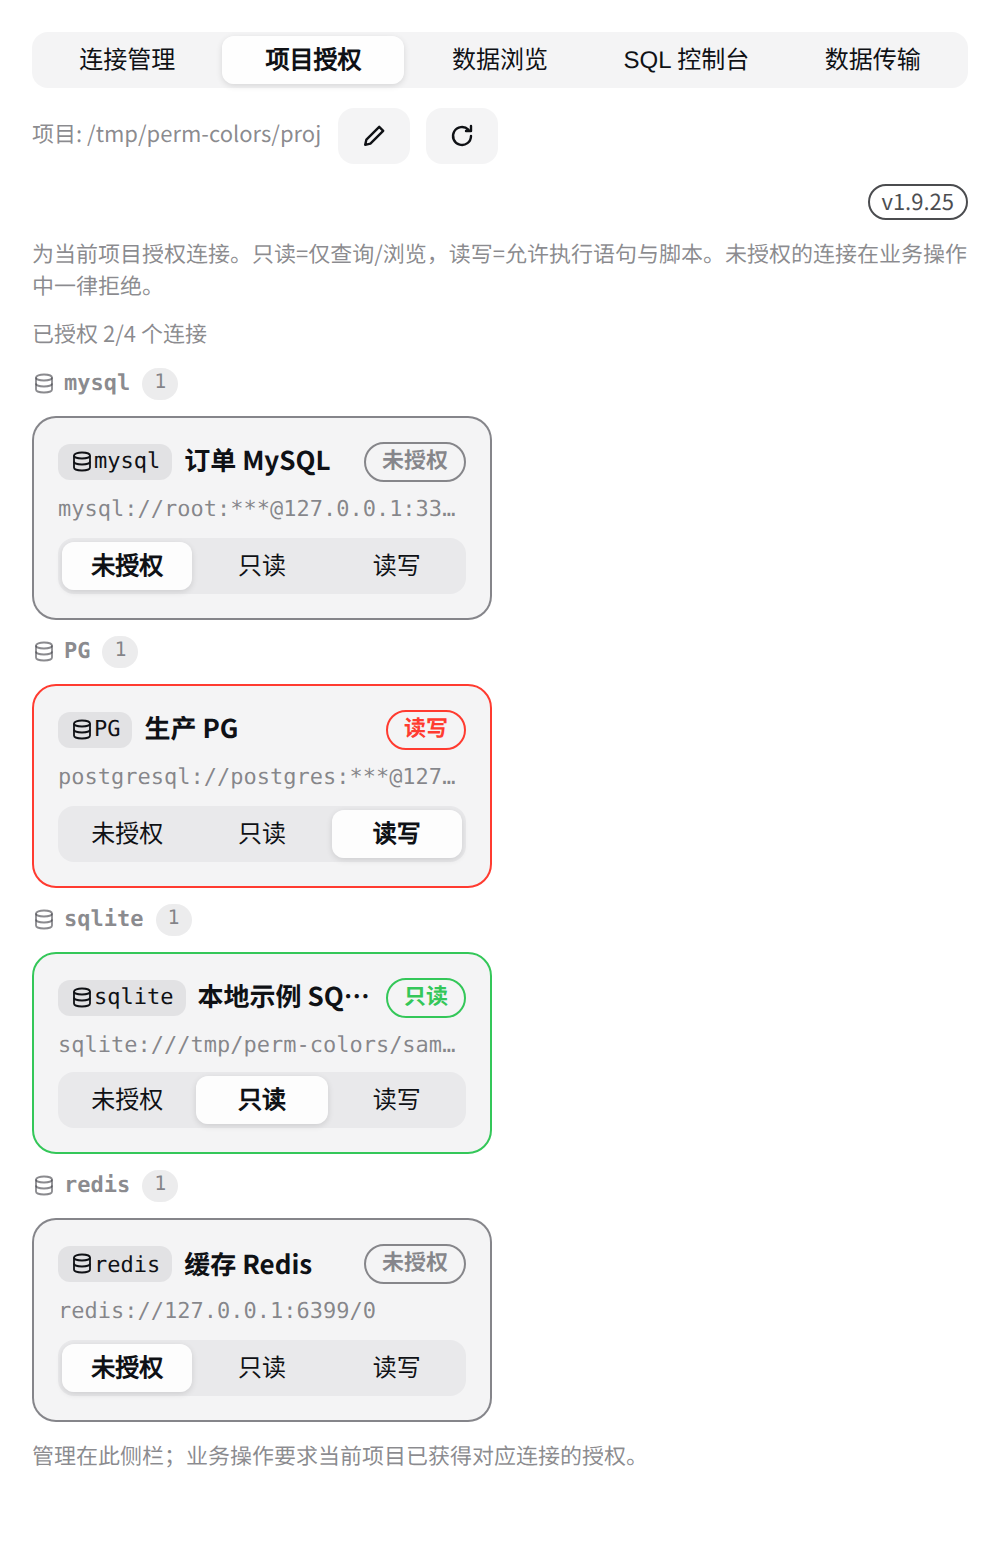 连接管理 项目授权 数据浏览 SQL 控制台 数据传输
项目: /tmp/perm-colors/proj
v1.9.25
为当前项目授权连接。只读=仅查询/浏览，读写=允许执行语句与脚本。未授权的连接在业务操作
中一律拒绝。
已授权 2/4 个连接
mysql 1
mysql 订单 MySQL 未授权
mysql://root:***@127.0.0.1:33…
未授权 只读 读写
PG 1
PG 生产 PG 读写
postgresql://postgres:***@127…
未授权 只读 读写
sqlite 1
sqlite 本地示例 SQ… 只读
sqlite:///tmp/perm-colors/sam…
未授权 只读 读写
redis 1
redis 缓存 Redis 未授权
redis://127.0.0.1:6399/0
未授权 只读 读写
管理在此侧栏；业务操作要求当前项目已获得对应连接的授权。